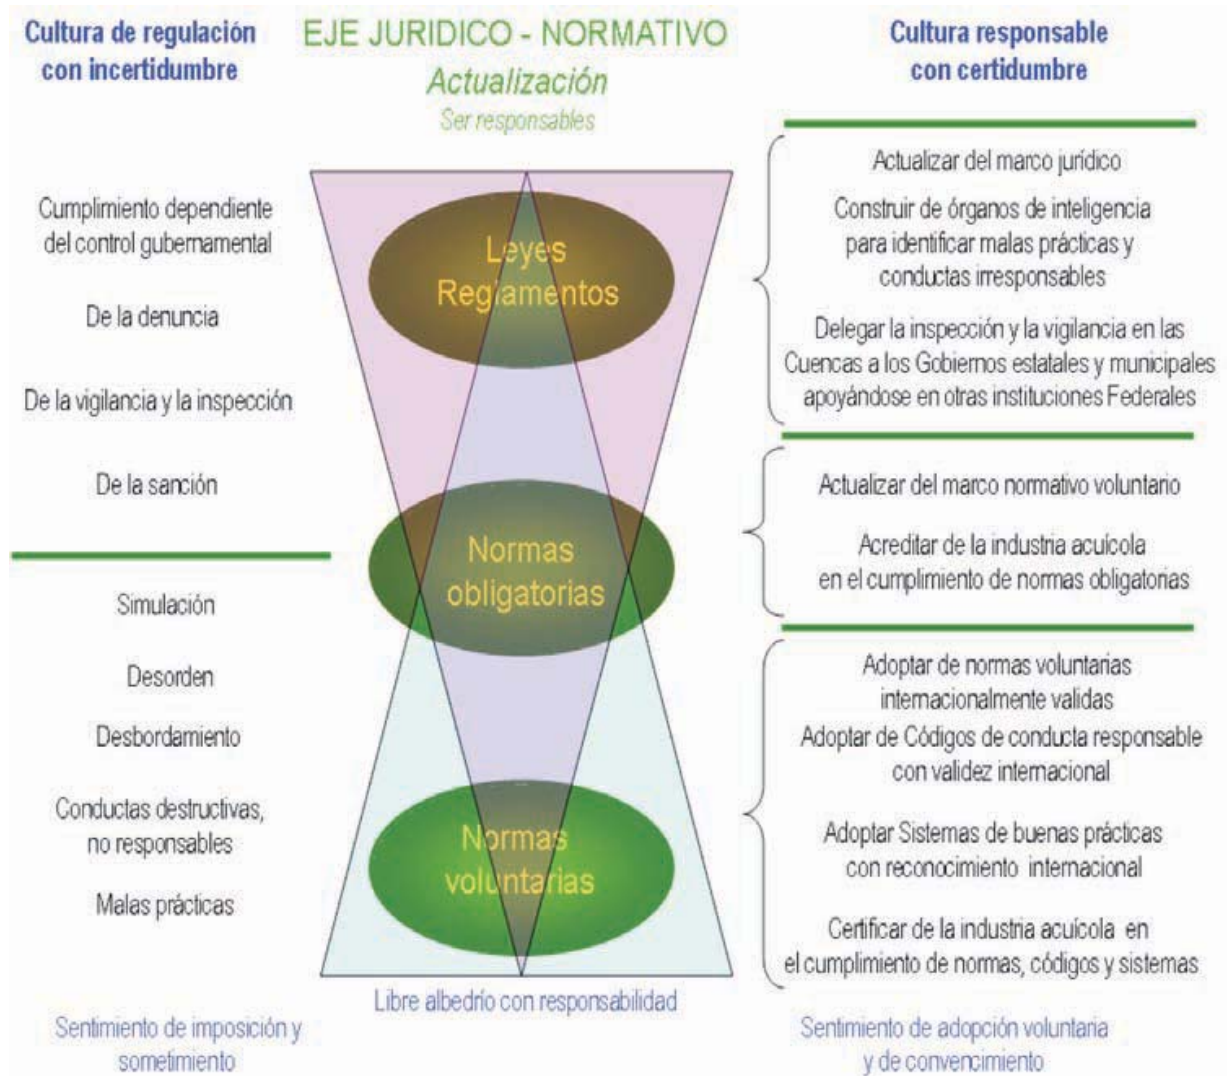 Cultura de regulación
con incertidumbre
EJE JURIDICO - NORMATIVO
Actualización
Ser responsables
Cultura responsable
con certidumbre
Cumplimiento dependiente
del control gubernamental
De la denuncia
De la vigilancia y la inspección
De la sanción
Simulación
Desorden
Desbordamiento
Conductas destructivas,
no responsables
Malas prácticas
Sentimiento de imposición y
sometimiento
Leyes
Reglamentos
Normas
obligatorias
Normas
voluntarias
Libre albedrío con responsabilidad
Actualizar del marco jurídico
Construir de órganos de inteligencia
para identificar malas prácticas y
conductas irresponsables
Delegar la inspección y la vigilancia en las
Cuencas a los Gobiernos estatales y municipales
apoyándose en otras instituciones Federales
Actualizar del marco normativo voluntario
Acreditar de la industria acuícola
en el cumplimiento de normas obligatorias
Adoptar de normas voluntarias
internacionalmente validas
Adoptar de Códigos de conducta responsable
con validez internacional
Adoptar Sistemas de buenas prácticas
con reconocimiento internacional
Certificar de la industria acuícola en
el cumplimiento de normas, códigos y sistemas
Sentimiento de adopción voluntaria
y de convencimiento